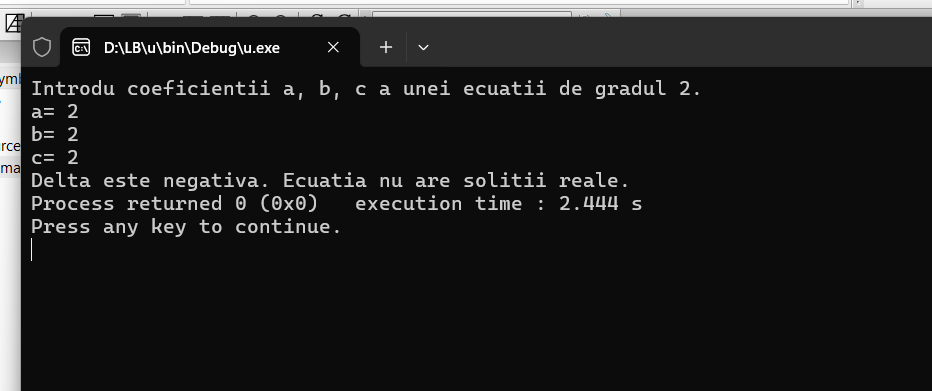 D:\LB\u\bin\Debug\u.exe
Introdu coeficientii a, b, c a unei ecuatii de gradul 2.
a= 2
b= 2
c= 2
Delta este negativa. Ecuatia nu are solitii reale.
Process returned 0 (0x0)   execution time : 2.444 s
Press any key to continue.